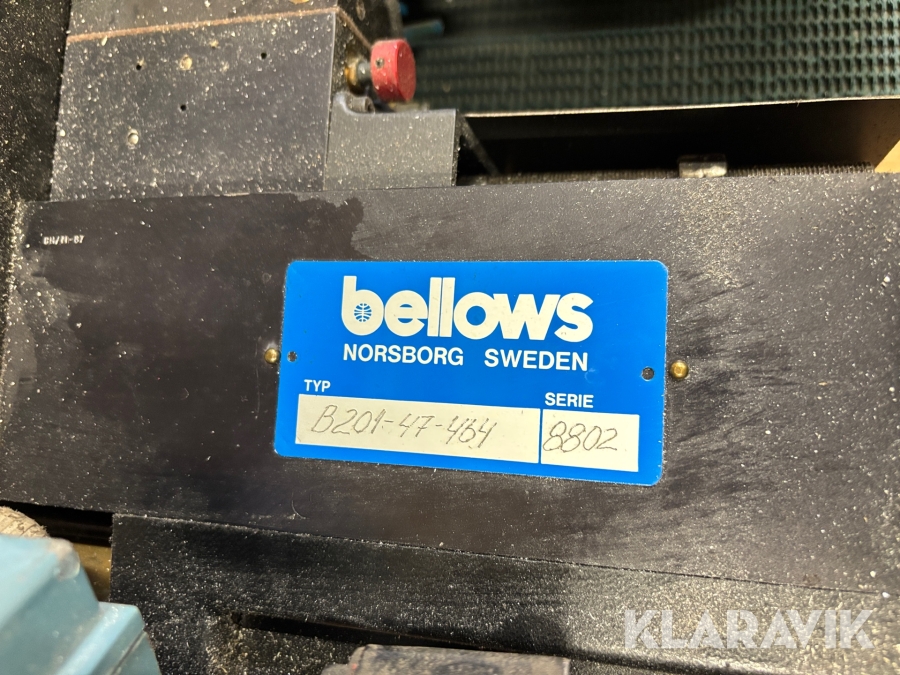 bellows
NORSBORG SWEDEN
TYP
SERIE
B201-47-464
8802
KLARAVIK